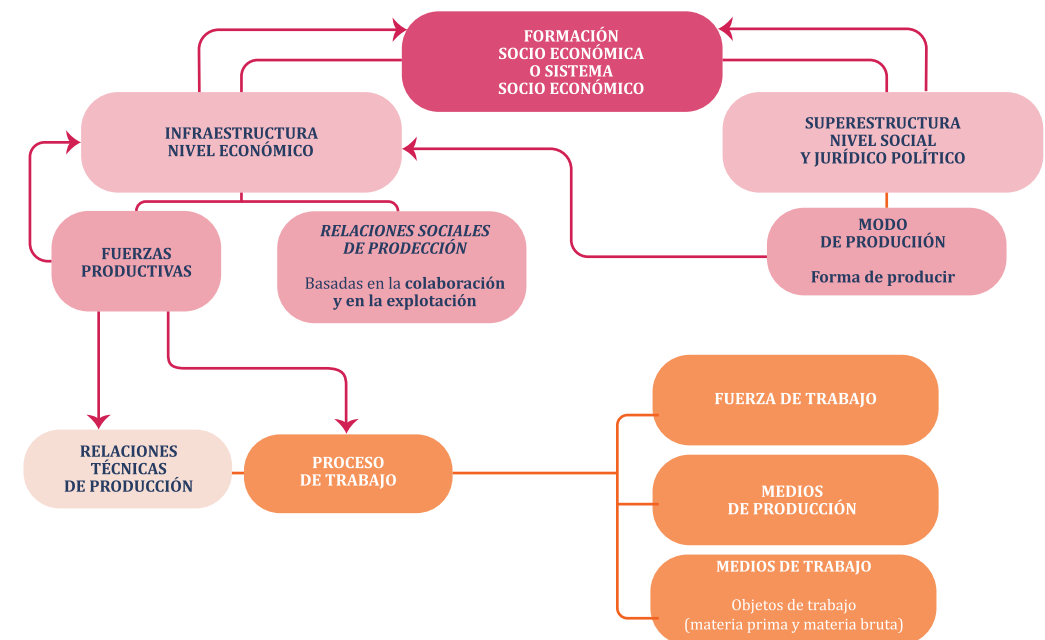 FORMACIÓN
SOCIO ECONÓMICA
O SISTEMA
SOCIO ECONÓMICO
INFRAESTRUCTURA
NIVEL ECONÓMICO
SUPERESTRUCTURA
NIVEL SOCIAL
Y JURÍDICO POLÍTICO
FUERZAS
PRODUCTIVAS
RELACIONES SOCIALES
DE PRODECCIÓN
Basadas en la colaboración
y en la explotación
MODO
DE PRODUCIIÓN
Forma de producir
RELACIONES
TÉCNICAS
DE PRODUCCIÓN
PROCESO
DE TRABAJO
FUERZA DE TRABAJO
MEDIOS
DE PRODUCCIÓN
MEDIOS DE TRABAJO
Objetos de trabajo
(materia prima y materia bruta)